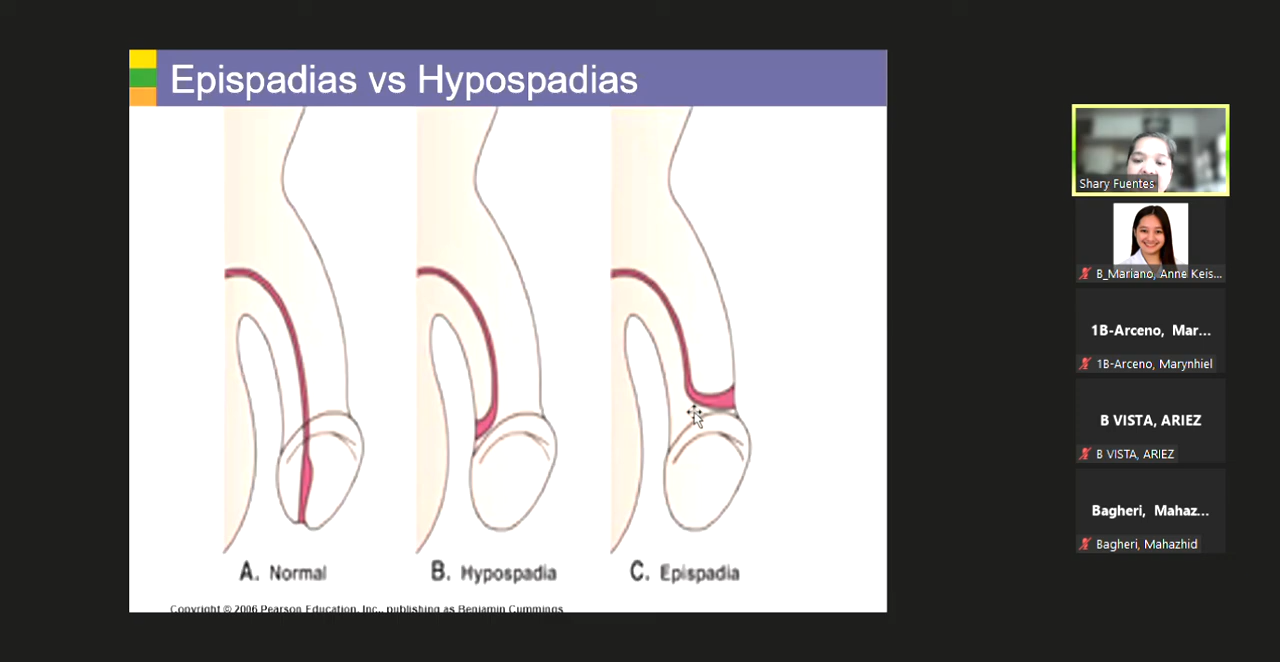 Epispadias vs Hypospadias
A. Normal
B. Hypospadia
C. Epispadia
Copyright © 2006 Pearson Education, Inc., publishing as Benjamin Cummings
Shary Fuentes
B_Mariano, Anne Keis...
1B-Arceno, Mar...
1B-Arceno, Marynhiel
B VISTA, ARIEZ
B VISTA, ARIEZ
Bagheri, Mahaz...
Bagheri, Mahazhid